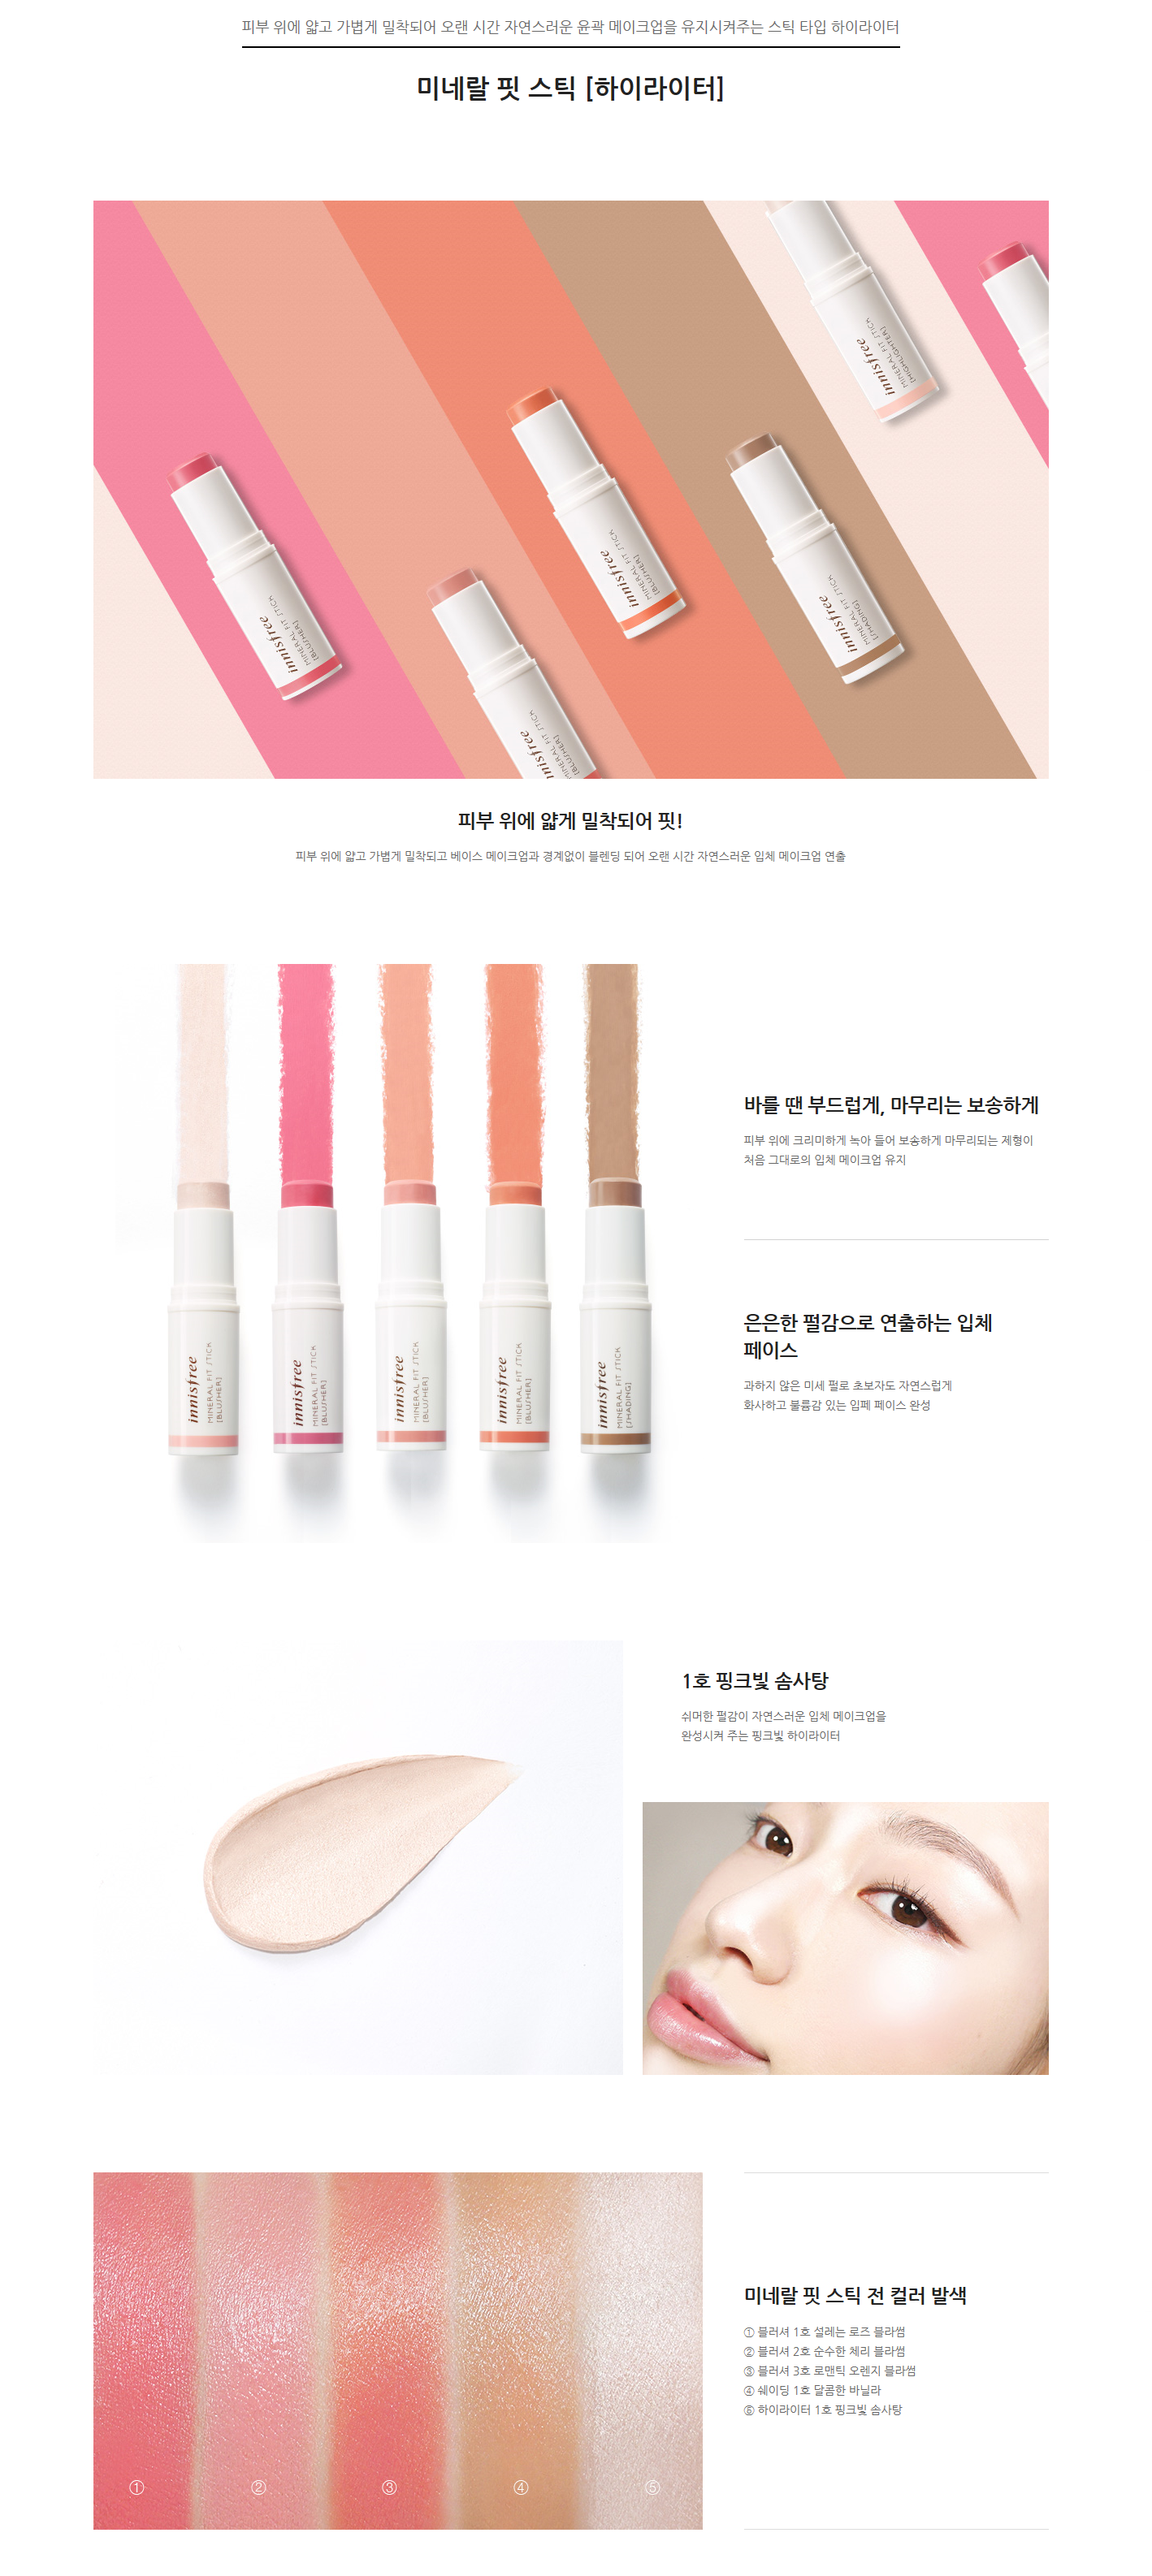 피부 위에 얇고 가볍게 밀착되어 오랜 시간 자연스러운 윤곽 메이크업을 유지시켜주는 스틱 타입 하이라이터
미네랄 핏 스틱 [하이라이터]
innisfree
MINERAL FIT STICK
[HIGHLIGHTER]
innisfree
MINERAL FIT STICK
[BLUSHER]
innisfree
MINERAL FIT STICK
[SHADING]
innisfree
MINERAL FIT STICK
[BLUSHER]
innisfree
MINERAL FIT STICK
[BLUSHER]
피부 위에 얇게 밀착되어 핏!
피부 위에 얇고 가볍게 밀착되고 베이스 메이크업과 경계없이 블렌딩 되어 오랜 시간 자연스러운 입체 메이크업 연출
innisfree
MINERAL FIT STICK
[BLUSHER]
innisfree
MINERAL FIT STICK
[BLUSHER]
innisfree
MINERAL FIT STICK
[BLUSHER]
innisfree
MINERAL FIT STICK
[BLUSHER]
innisfree
MINERAL FIT STICK
[SHADING]
바를 땐 부드럽게, 마무리는 보송하게
피부 위에 크리미하게 녹아 들어 보송하게 마무리되는 제형이
처음 그대로의 입체 메이크업 유지
은은한 펄감으로 연출하는 입체
페이스
과하지 않은 미세 펄로 초보자도 자연스럽게
화사하고 볼륨감 있는 입페 페이스 완성
1호 핑크빛 솜사탕
쉬머한 펄감이 자연스러운 입체 메이크업을
완성시켜 주는 핑크빛 하이라이터
① ② ③ ④ ⑤
미네랄 핏 스틱 전 컬러 발색
① 블러셔 1호 설레는 로즈 블라썸
② 블러셔 2호 순수한 체리 블라썸
③ 블러셔 3호 로맨틱 오렌지 블라썸
④ 쉐이딩 1호 달콤한 바닐라
⑥ 하이라이터 1호 핑크빛 솜사탕